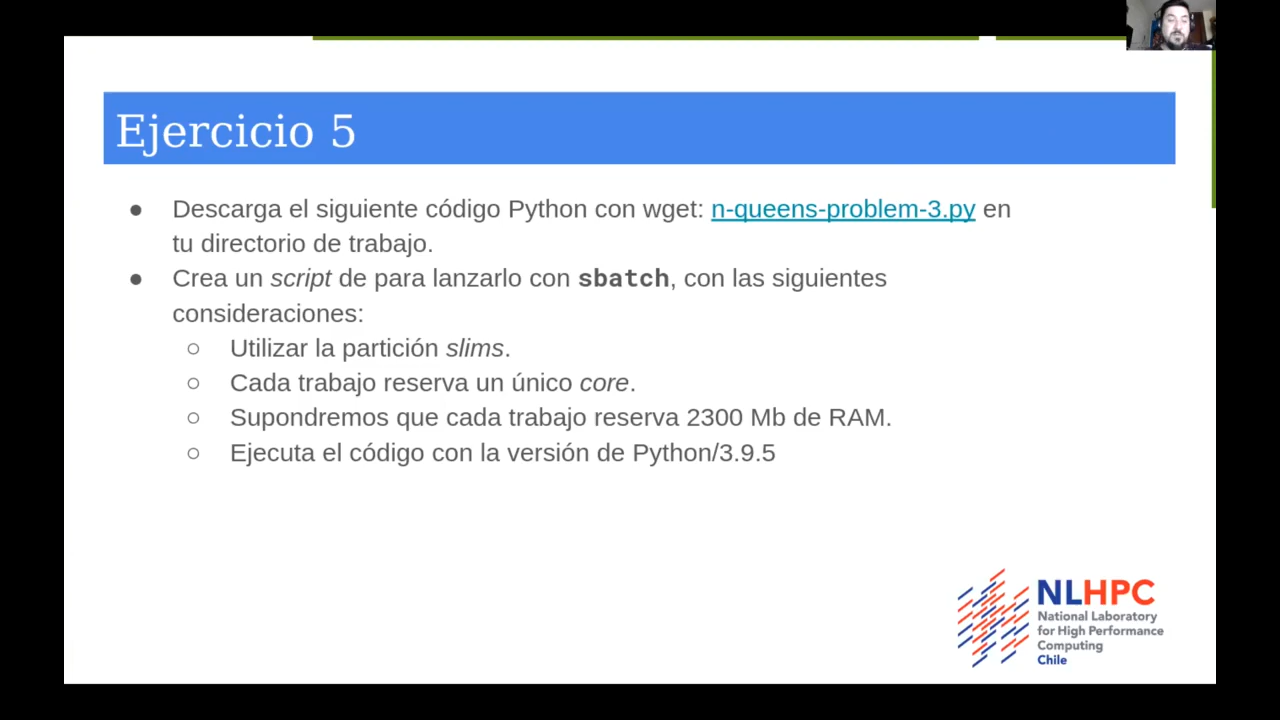 Ejercicio 5
● Descarga el siguiente código Python con wget: n-queens-problem-3.py en
tu directorio de trabajo.
● Crea un script de para lanzarlo con sbatch, con las siguientes
consideraciones:
○ Utilizar la partición slims.
○ Cada trabajo reserva un único core.
○ Supondremos que cada trabajo reserva 2300 Mb de RAM.
○ Ejecuta el código con la versión de Python/3.9.5
NLHPC
National Laboratory
for High Performance
Computing
Chile